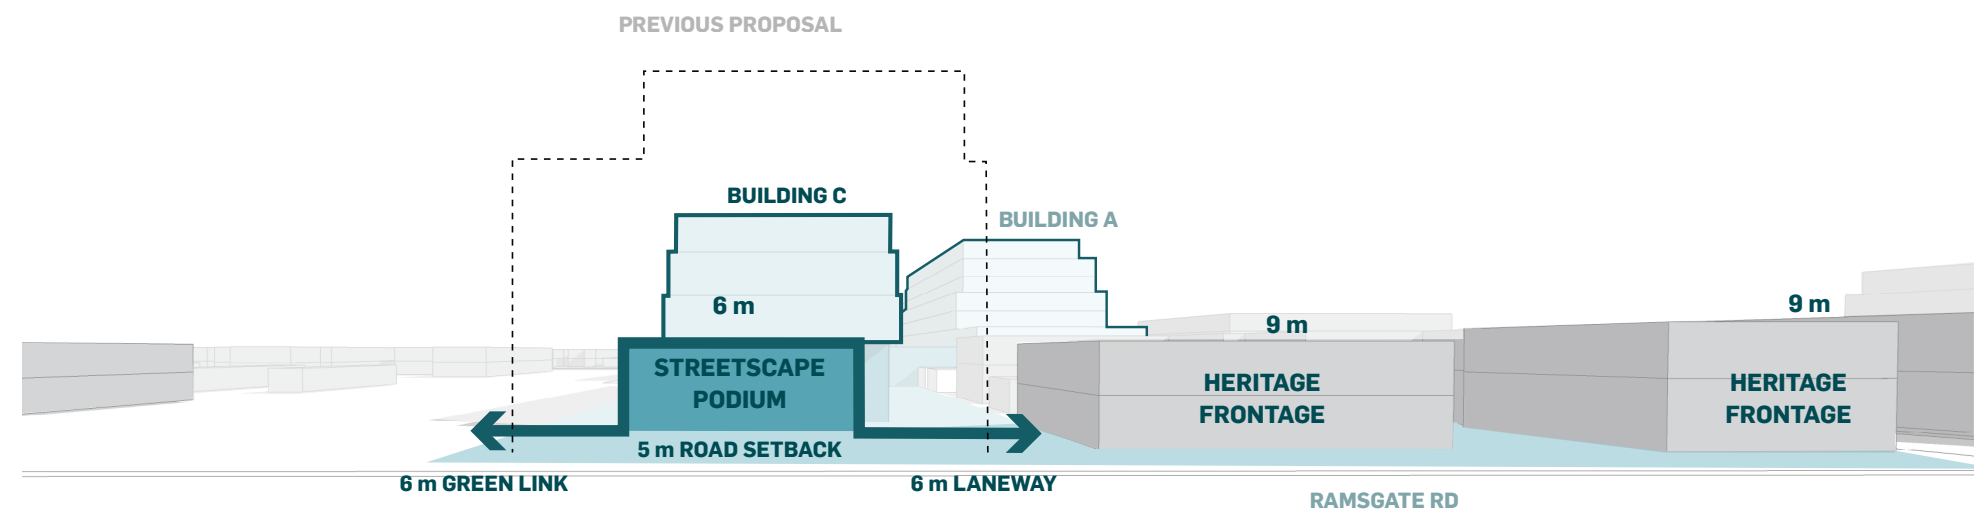 PREVIOUS PROPOSAL
BUILDING C
BUILDING A
6 m
9 m
9 m
STREETSCAPE
PODIUM
HERITAGE
FRONTAGE
HERITAGE
FRONTAGE
5 m ROAD SETBACK
6 m GREEN LINK
6 m LANEWAY
RAMSGATE RD